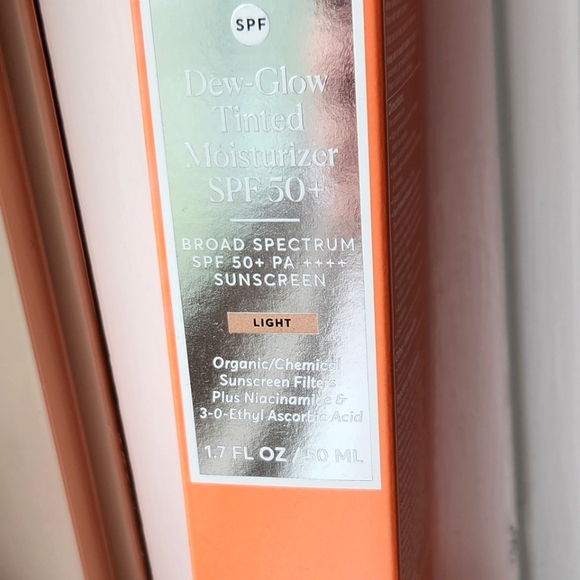 SPF
Dew-Glow
Tinted
Moisturizer
SPF 50+
BROAD SPECTRUM
SPF 50+ PA ++++
SUNSCREEN
LIGHT
Organic/Chemical
Sunscreen Filters
Plus Niacinamide &
3-0-Ethyl Ascorbic Acid
1.7 FL OZ / 50 ML